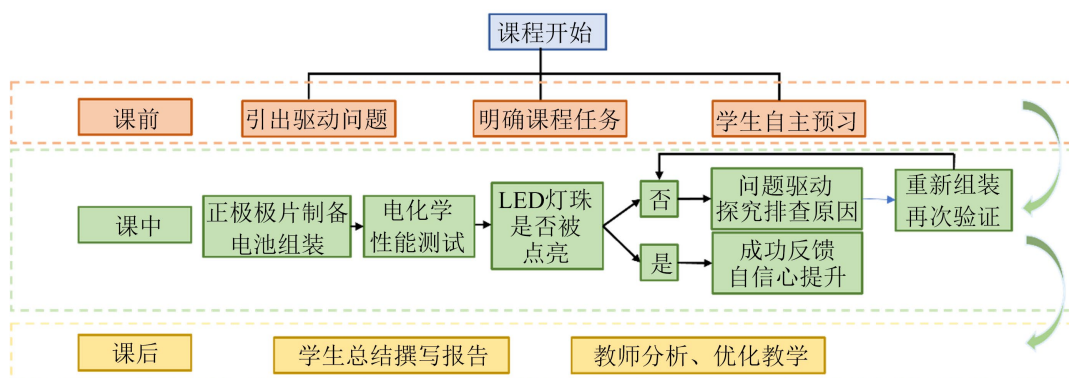 课程开始
课前
引出驱动问题
明确课程任务
学生自主预习
课中
正极极片制备
电池组装
电化学
性能测试
LED灯珠
是否被
点亮
否
问题驱动
探究排查原因
重新组装
再次验证
是
成功反馈
自信心提升
课后
学生总结撰写报告
教师分析、优化教学